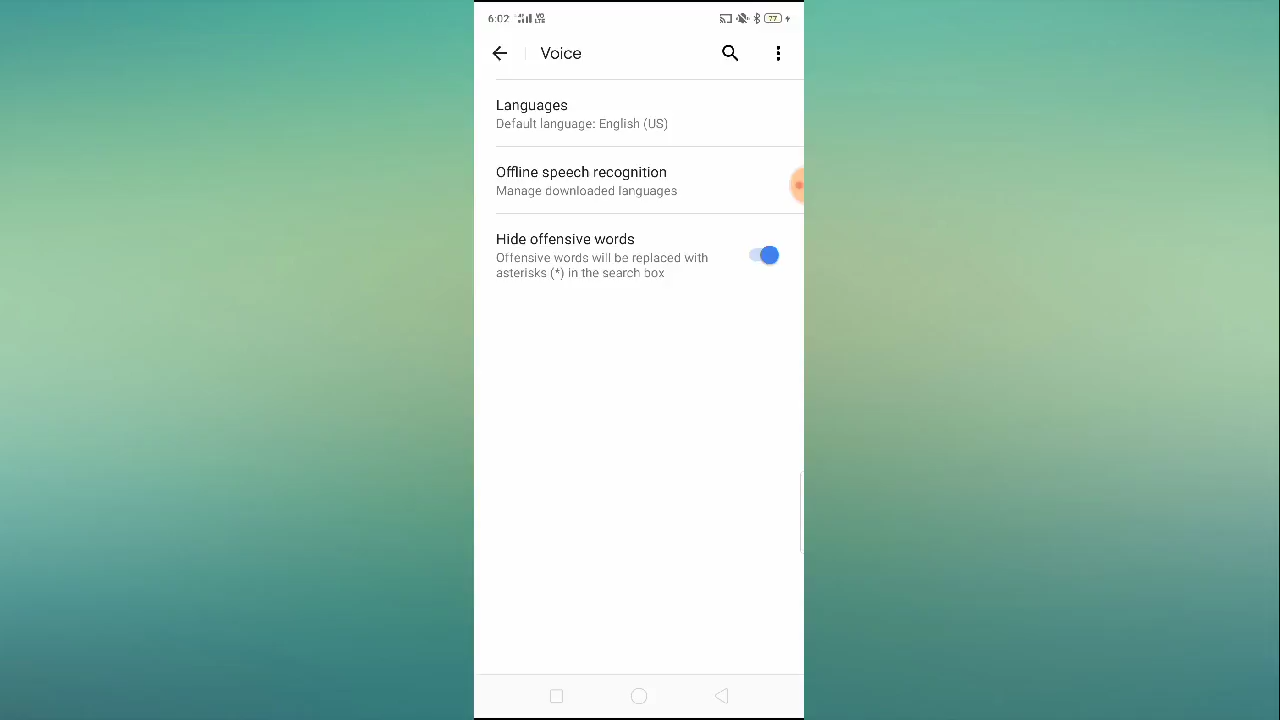 6:02
77
Voice
Languages
Default language: English (US)
Offline speech recognition
Manage downloaded languages
Hide offensive words
Offensive words will be replaced with
asterisks (*) in the search box